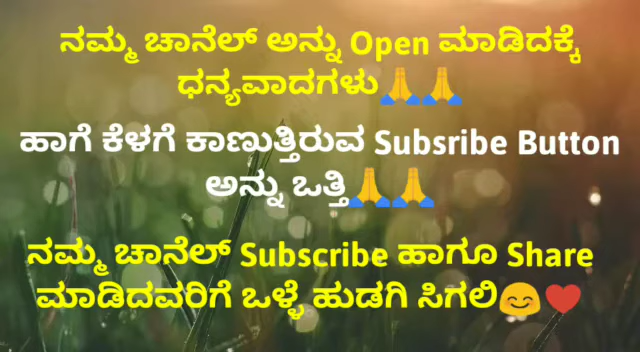 ನಮ್ಮ ಚಾನೆಲ್ ಅನ್ನು Open ಮಾಡಿದಕ್ಕೆ
ಧನ್ಯವಾದಗಳು🙏🙏
ಹಾಗೆ ಕೆಳಗೆ ಕಾಣುತ್ತಿರುವ Subsribe Button
ಅನ್ನು ಒತ್ತಿ🙏🙏
ನಮ್ಮ ಚಾನೆಲ್ Subscribe ಹಾಗೂ Share
ಮಾಡಿದವರಿಗೆ ಒಳ್ಳೆ ಹುಡಗಿ ಸಿಗಲಿ😊❤️